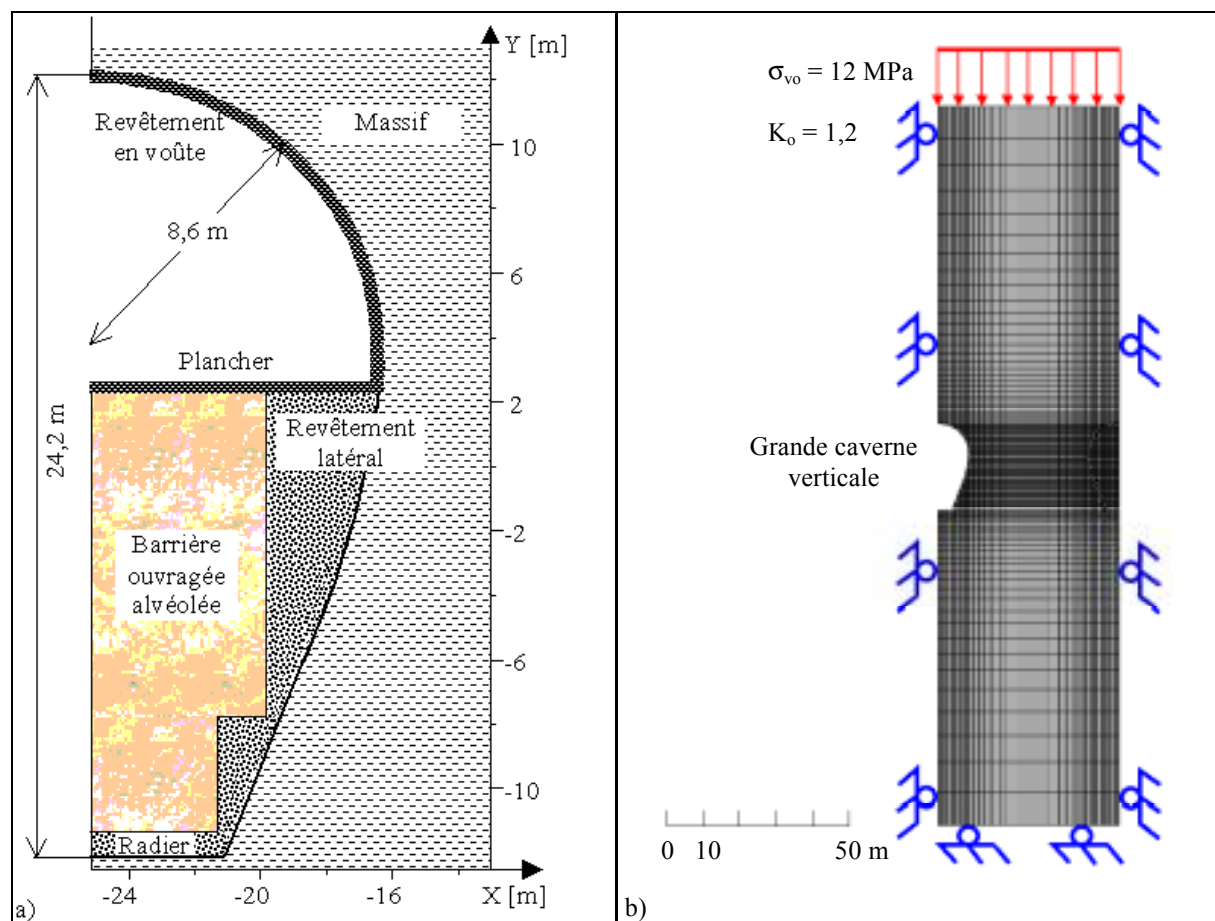 Y [m]
Revêtement
en voûte
Massif
10
8,6 m
6
Plancher
2
24,2 m
Revêtement
latéral
-2
Barrière
ouvragée
alvéolée
-6
-10
Radier
-24
-20
-16
X [m]
a)
σvo = 12 MPa
Ko = 1,2
Grande caverne
verticale
0 10 50 m
b)